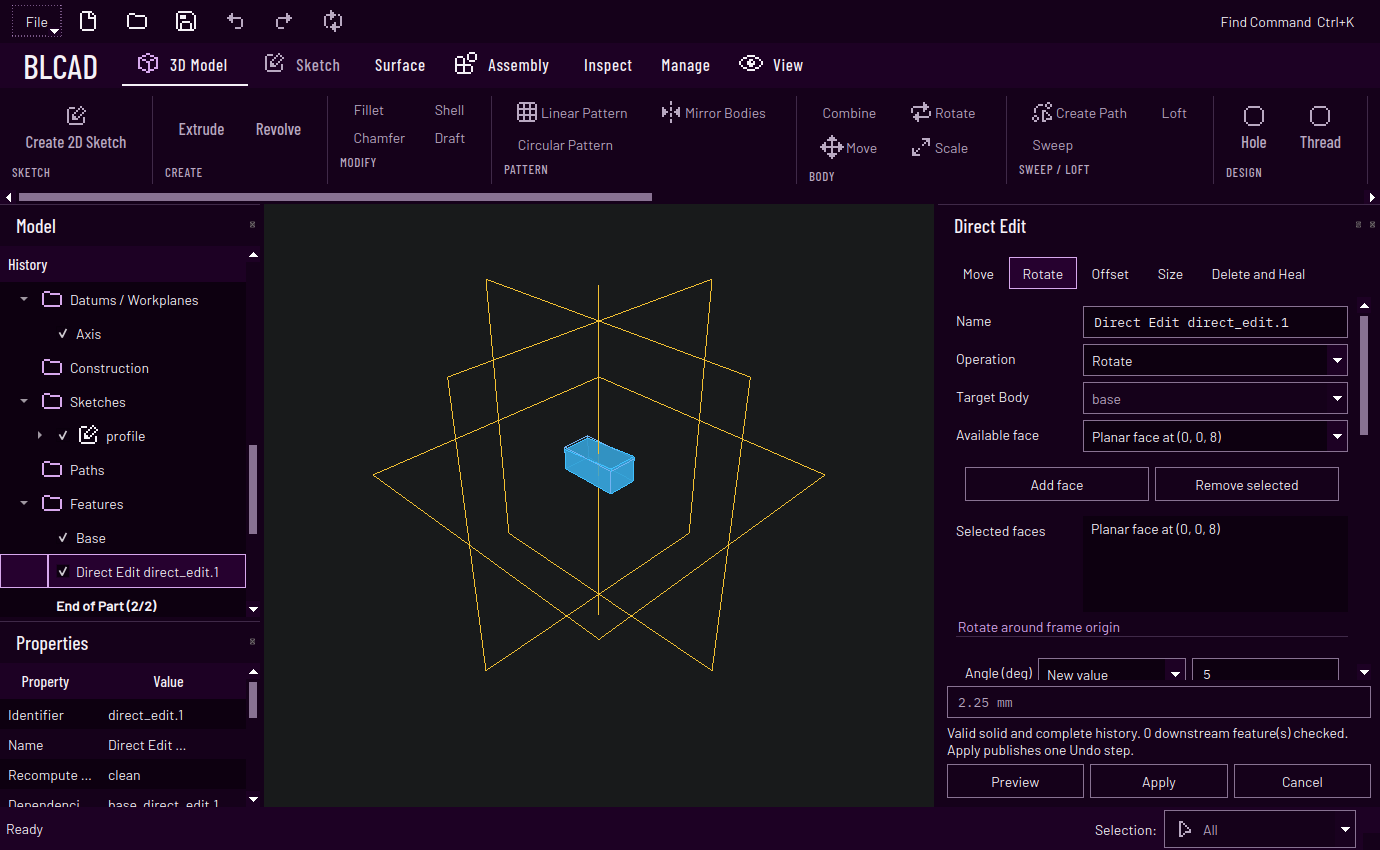 File
Find Command Ctrl+K
BLCAD
3D Model
Sketch
Surface
Assembly
Inspect
Manage
View
Create 2D Sketch
SKETCH
Extrude
Revolve
CREATE
Fillet
Shell
Chamfer
Draft
MODIFY
Linear Pattern
Mirror Bodies
Circular Pattern
PATTERN
Combine
Rotate
Move
Scale
BODY
Create Path
Loft
Sweep
SWEEP / LOFT
Hole
Thread
DESIGN
Model
History
Datums / Workplanes
Axis
Construction
Sketches
profile
Paths
Features
Base
Direct Edit direct_edit.1
End of Part (2/2)
Properties
Property Value
Identifier direct_edit.1
Name Direct Edit ...
Recompute ... clean
Dependenci base, direct_edit.1
Direct Edit
Move
Rotate
Offset
Size
Delete and Heal
Name Direct Edit direct_edit.1
Operation Rotate
Target Body base
Available face Planar face at (0, 0, 8)
Add face
Remove selected
Selected faces Planar face at (0, 0, 8)
Rotate around frame origin
Angle (deg) New value 5
2.25 mm
Valid solid and complete history. 0 downstream feature(s) checked.
Apply publishes one Undo step.
Preview
Apply
Cancel
Ready
Selection: All